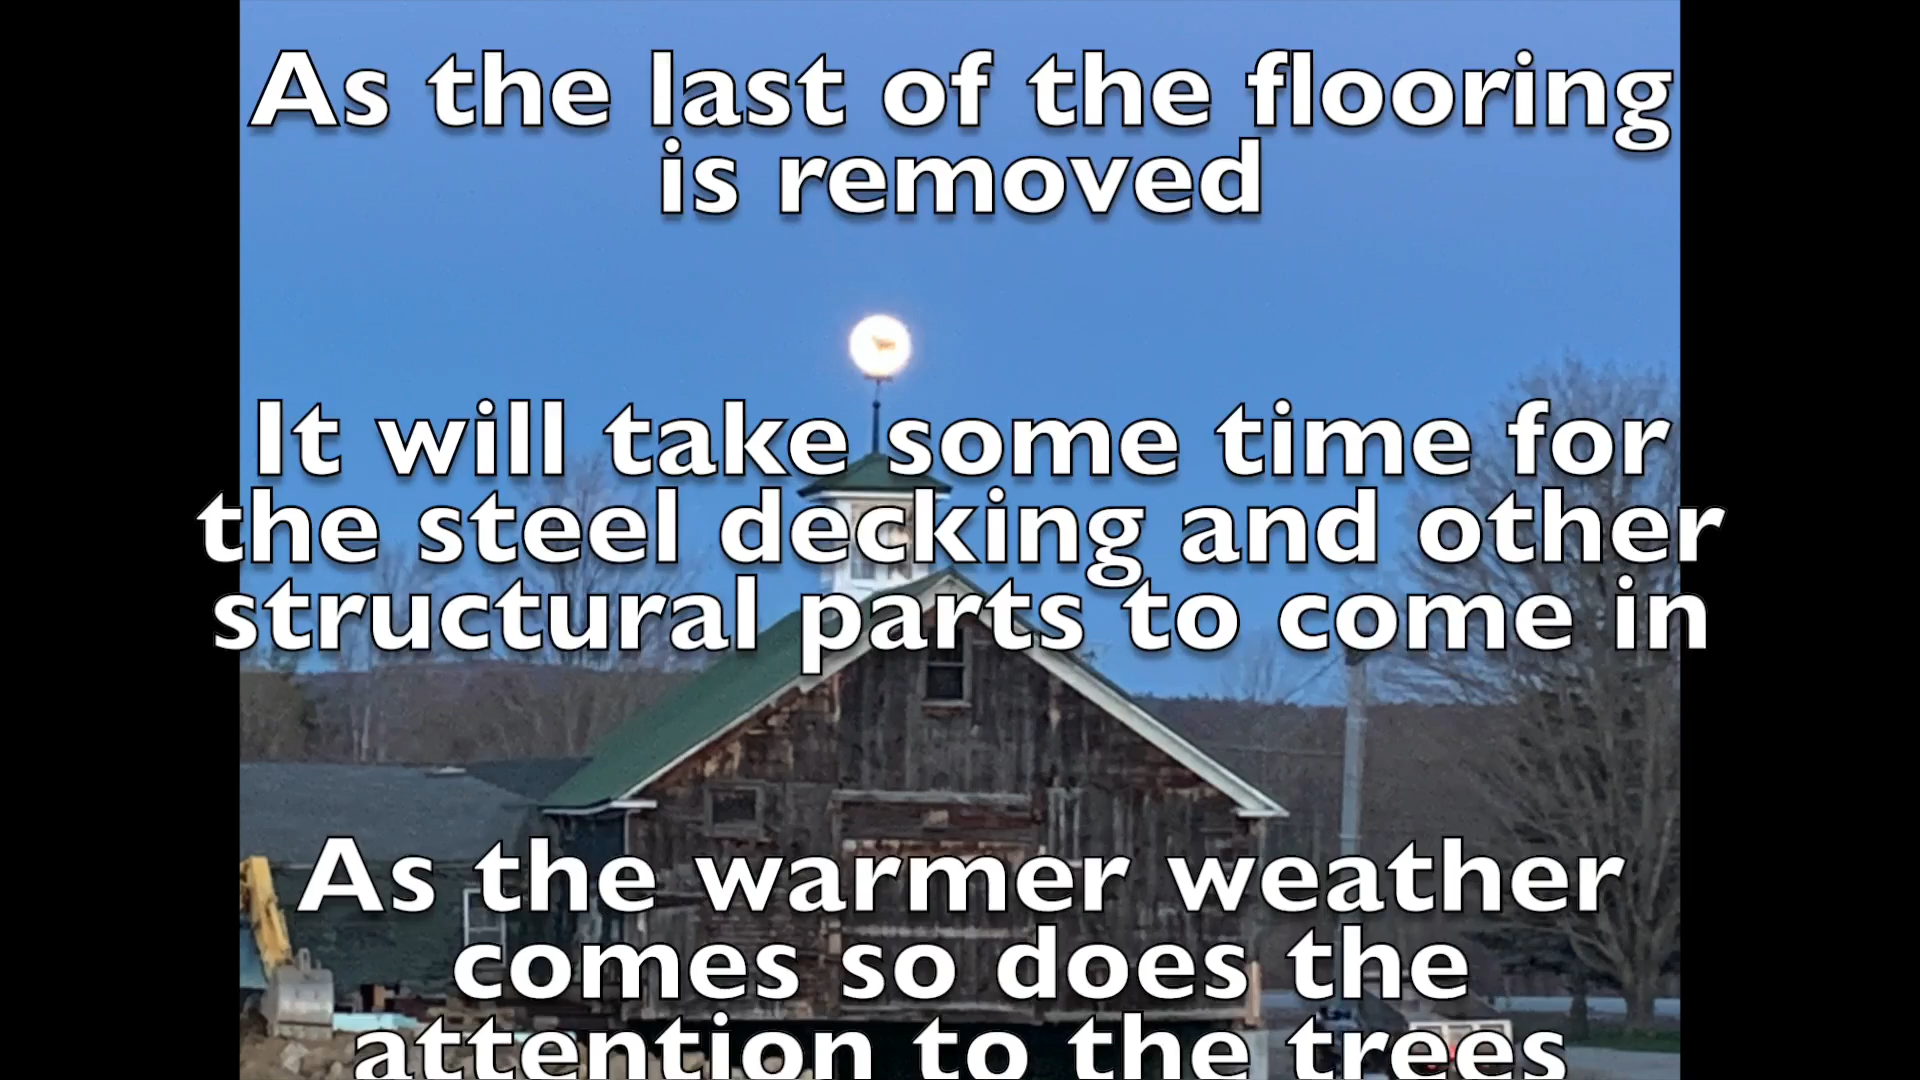 As the last of the flooring
is removed
It will take some time for
the steel decking and other
structural parts to come in
As the warmer weather
comes so does the
attention to the trees